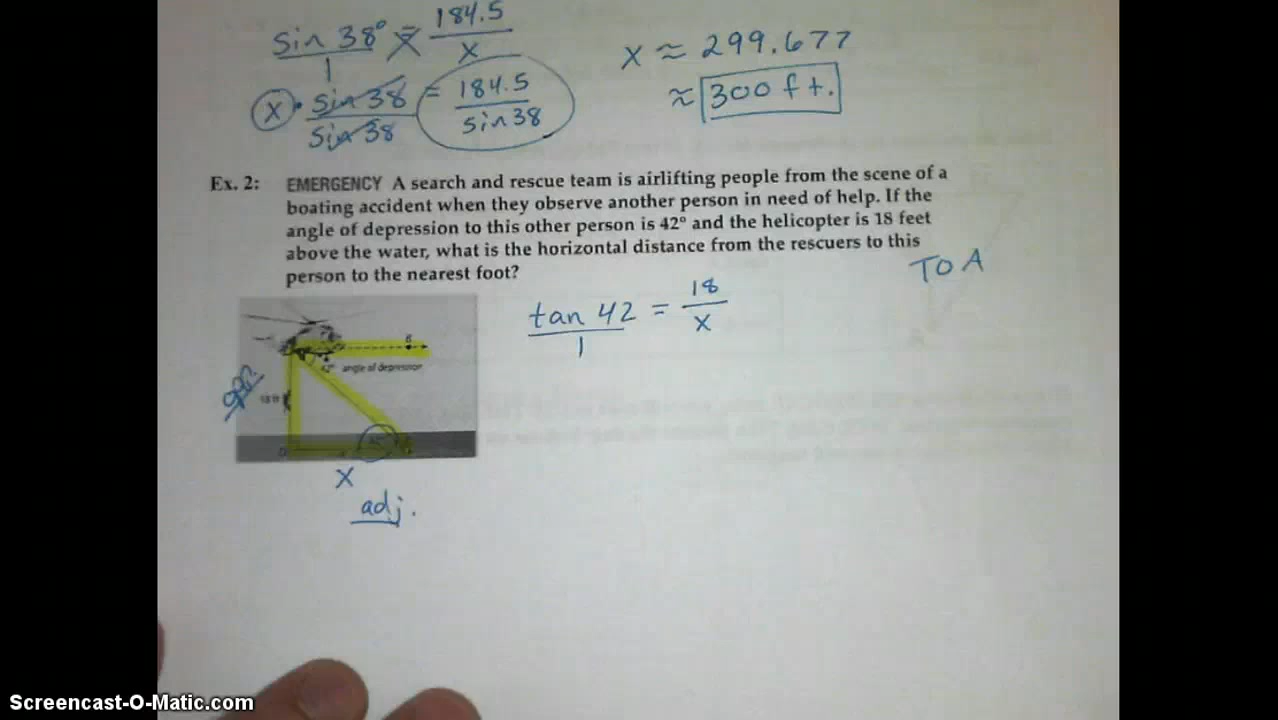 sin 38° = 184.5
1 x
x ≈ 299.677
x · sin 38 = 184.5
sin 38 sin 38
≈ 300 ft.
Ex. 2: EMERGENCY A search and rescue team is airlifting people from the scene of a
boating accident when they observe another person in need of help. If the
angle of depression to this other person is 42° and the helicopter is 18 feet
above the water, what is the horizontal distance from the rescuers to this
person to the nearest foot?
TOA
tan 42 = 18
1 x
42° angle of depression
18 ft
x
adj.
Screencast-O-Matic.com